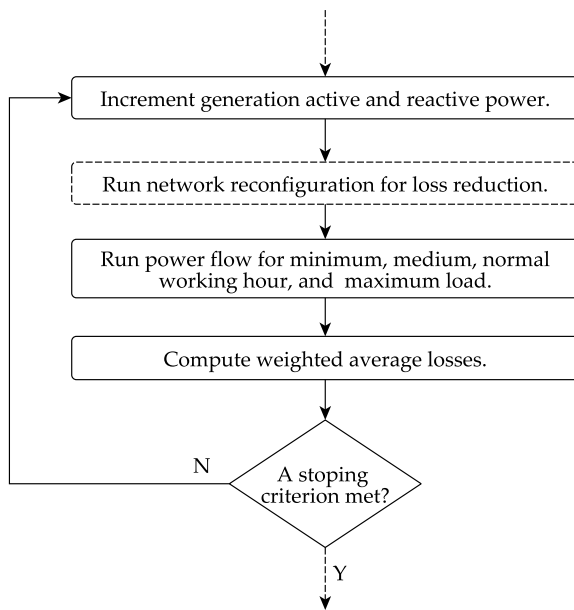 Increment generation active and reactive power.
Run network reconfiguration for loss reduction.
Run power flow for minimum, medium, normal
working hour, and maximum load.
Compute weighted average losses.
N
A stoping
criterion met?
Y